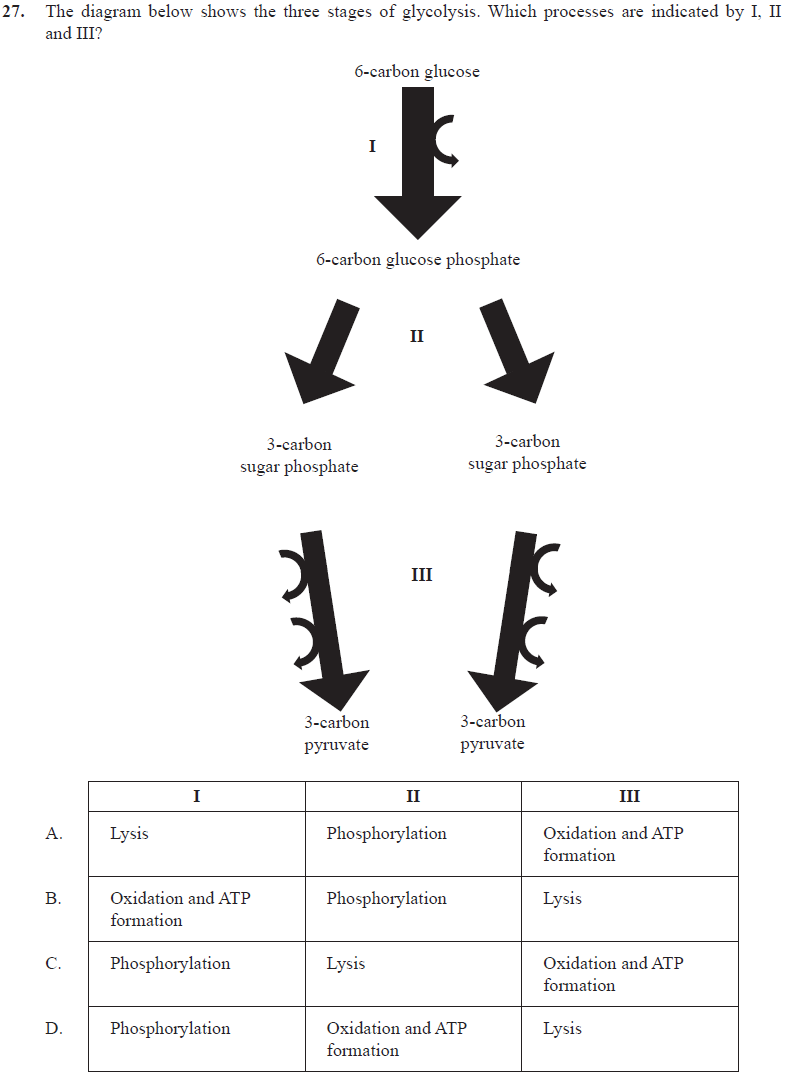 27. The diagram below shows the three stages of glycolysis. Which processes are indicated by I, II
and III?
6-carbon glucose
I
6-carbon glucose phosphate
II
3-carbon
sugar phosphate
3-carbon
sugar phosphate
III
3-carbon
pyruvate
3-carbon
pyruvate
I II III
A. Lysis Phosphorylation Oxidation and ATP
formation
B. Oxidation and ATP Phosphorylation Lysis
formation
C. Phosphorylation Lysis Oxidation and ATP
formation
D. Phosphorylation Oxidation and ATP Lysis
formation